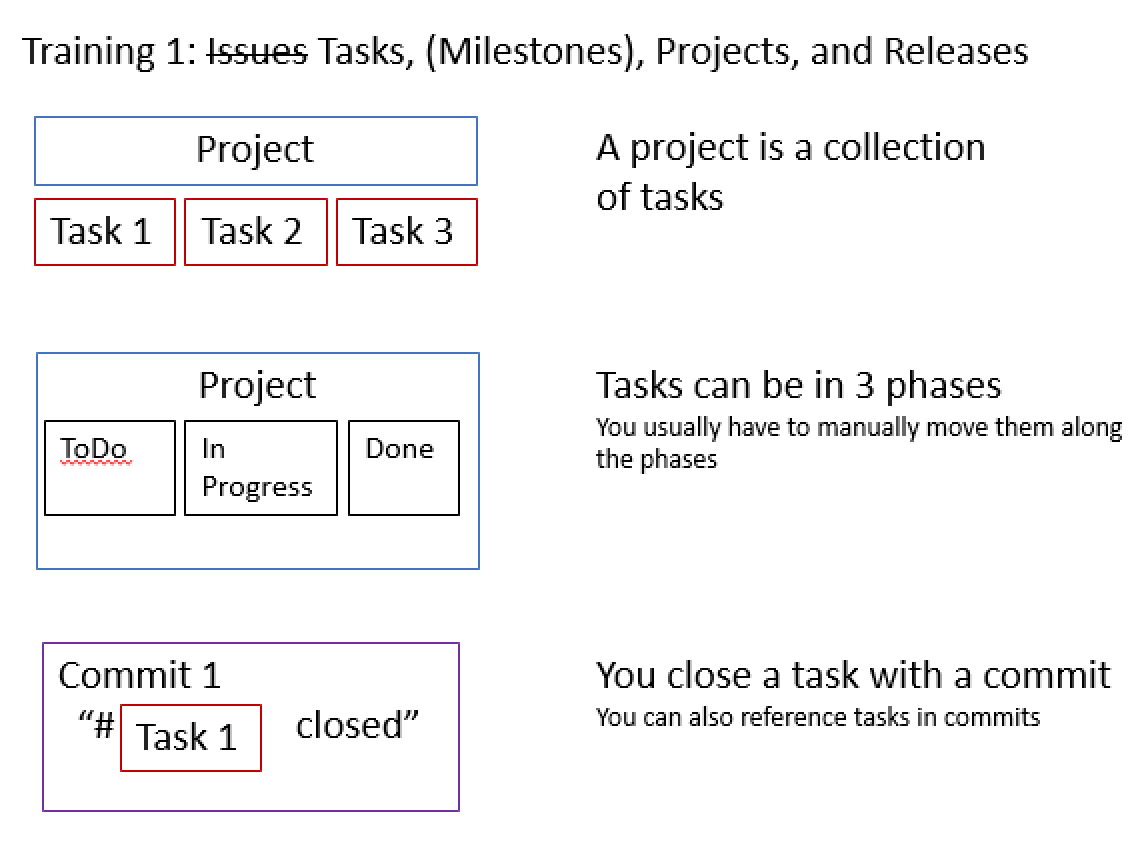 Training 1: Issues Tasks, (Milestones), Projects, and Releases
Project
Task 1 Task 2 Task 3
A project is a collection
of tasks
Project
ToDo
In
Progress
Done
Tasks can be in 3 phases
You usually have to manually move them along
the phases
Commit 1
“# Task 1 closed”
You close a task with a commit
You can also reference tasks in commits